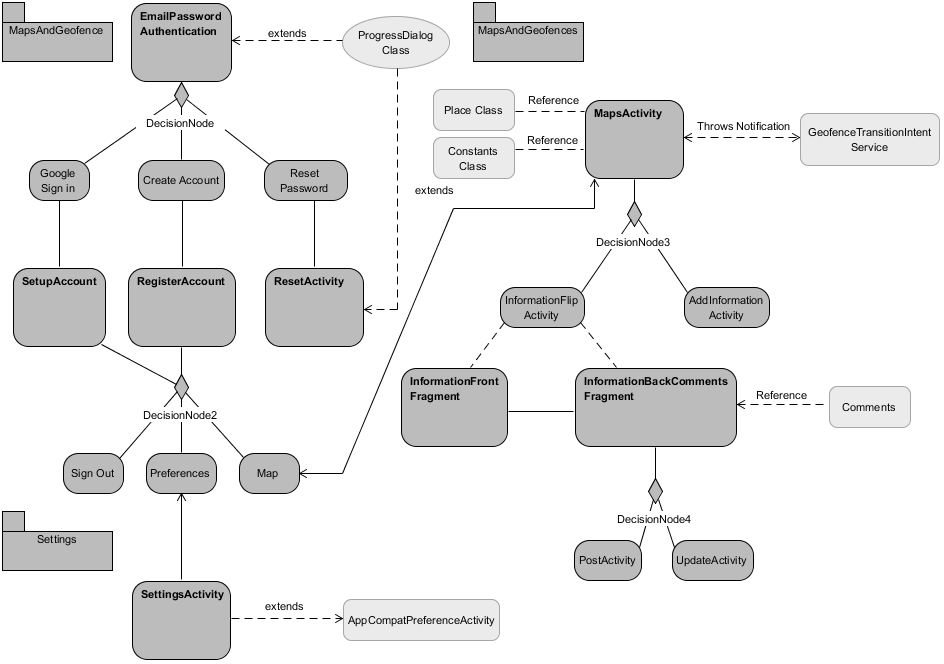 MapsAndGeofence
EmailPassword
Authentication
extends
ProgressDialog
Class
MapsAndGeofences
DecisionNode
Google
Sign in
Create Account
Reset
Password
extends
SetupAccount
RegisterAccount
ResetActivity
DecisionNode2
Sign Out
Preferences
Map
Settings
SettingsActivity
extends
AppCompatPreferenceActivity
Place Class
Reference
Constants
Class
Reference
MapsActivity
Throws Notification
GeofenceTransitionIntent
Service
DecisionNode3
InformationFlip
Activity
AddInformation
Activity
InformationFront
Fragment
InformationBackComments
Fragment
Reference
Comments
DecisionNode4
PostActivity
UpdateActivity